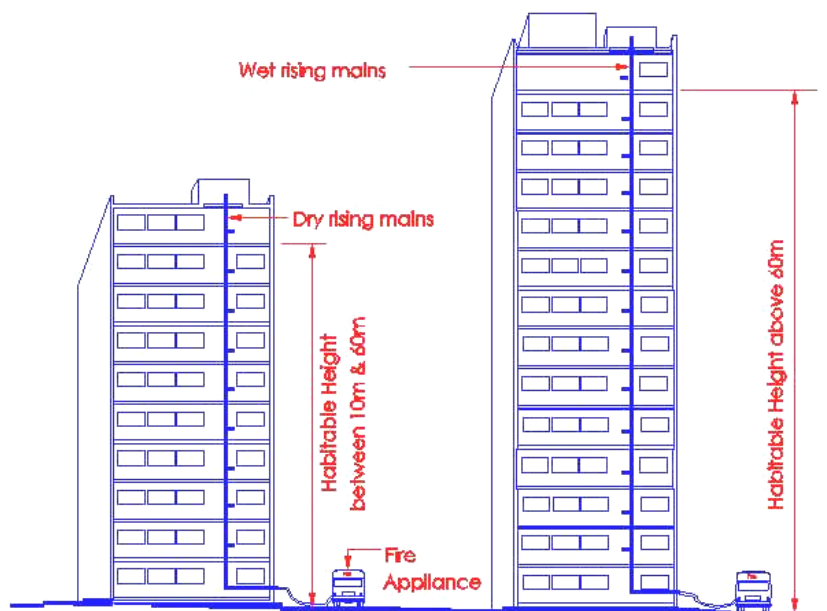 Wet rising mains
Dry rising mains
Habitable Height
between 10m & 60m
Habitable Height above 60m
Fire
Appliance